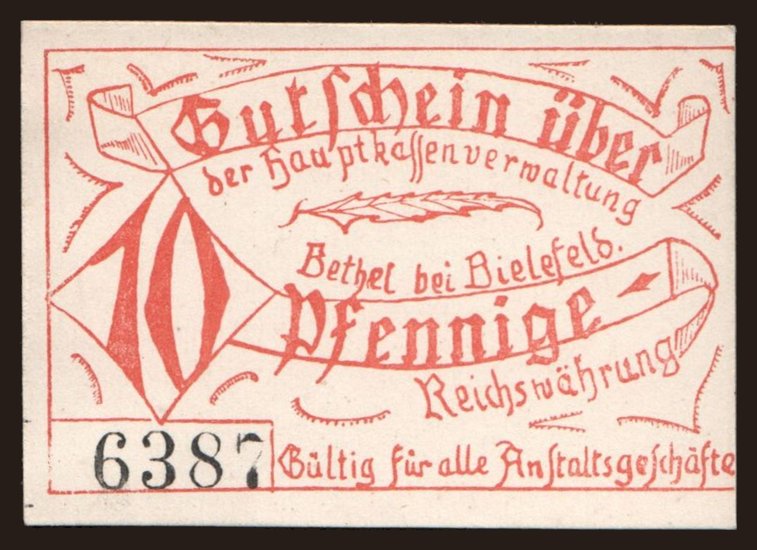 Gutschein über
der Hauptkassenverwaltung
Bethel bei Bielefeld.
10 Pfennige
Reichswährung
6387
Gültig für alle Anstaltsgeschäfte